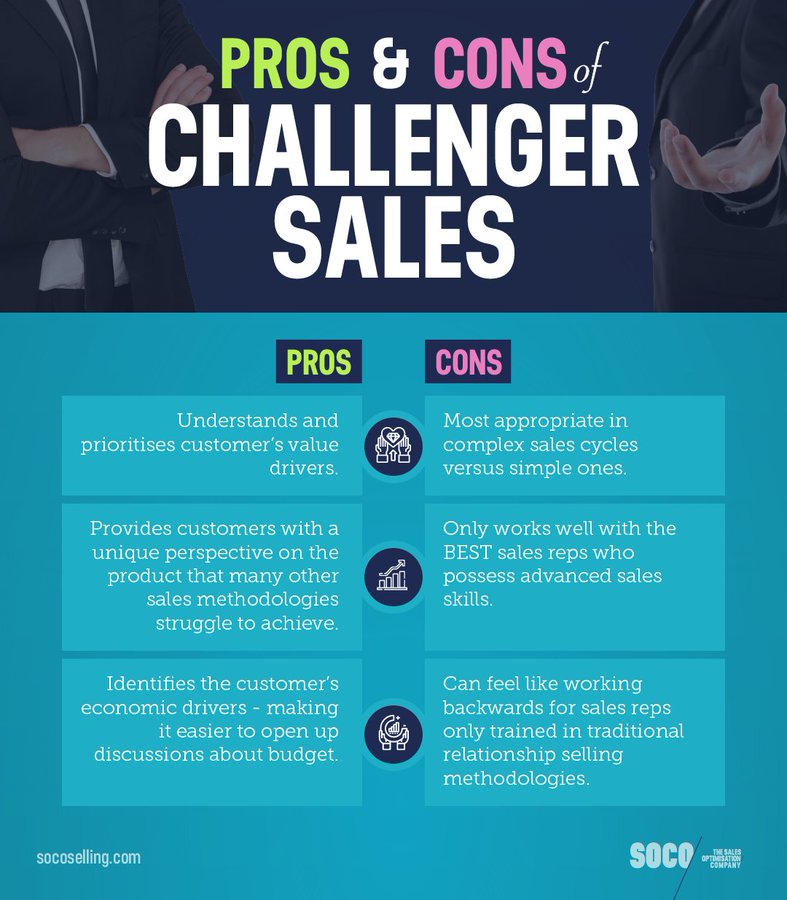 PROS & CONS of
CHALLENGER
SALES
PROS
CONS
Understands and
prioritises customer's value
drivers.
Most appropriate in
complex sales cycles
versus simple ones.
Provides customers with a
unique perspective on the
product that many other
sales methodologies
struggle to achieve.
Only works well with the
BEST sales reps who
possess advanced sales
skills.
Identifies the customer's
economic drivers - making
it easier to open up
discussions about budget.
Can feel like working
backwards for sales reps
only trained in traditional
relationship selling
methodologies.
socoselling.com
SOCO
THE SALES
OPTIMISATION
COMPANY